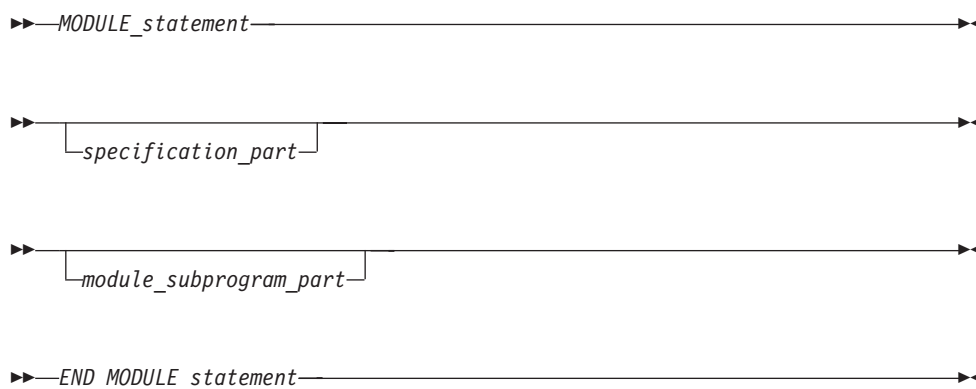 MODULE_statement
specification_part
module_subprogram_part
END MODULE statement